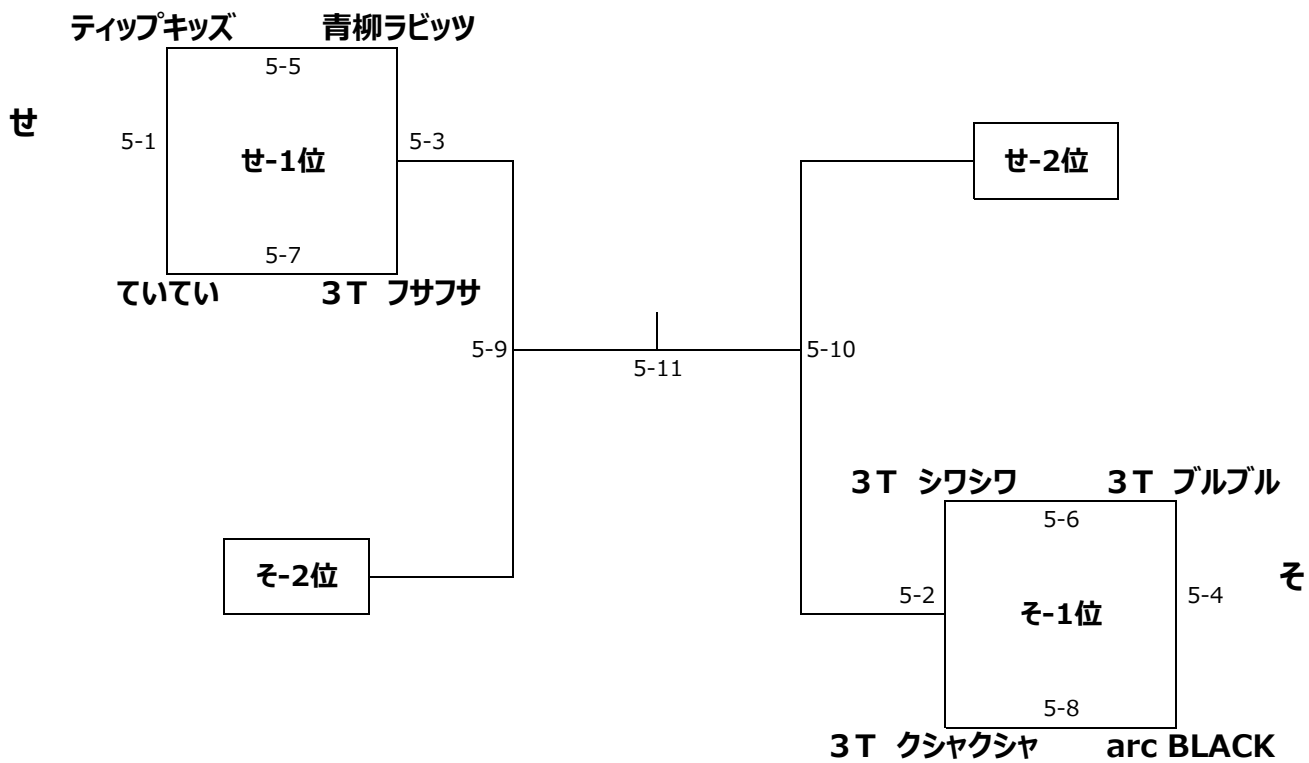 ティップキッズ 青柳ラビッツ
5-5
せ
5-1 せ-1位 5-3
せ-2位
5-7
ていてい 3T フサフサ
5-9 5-10
5-11
3T シワシワ 3T ブルブル
5-6
そ-2位
そ
5-2 そ-1位 5-4
5-8
3T クシャクシャ arc BLACK